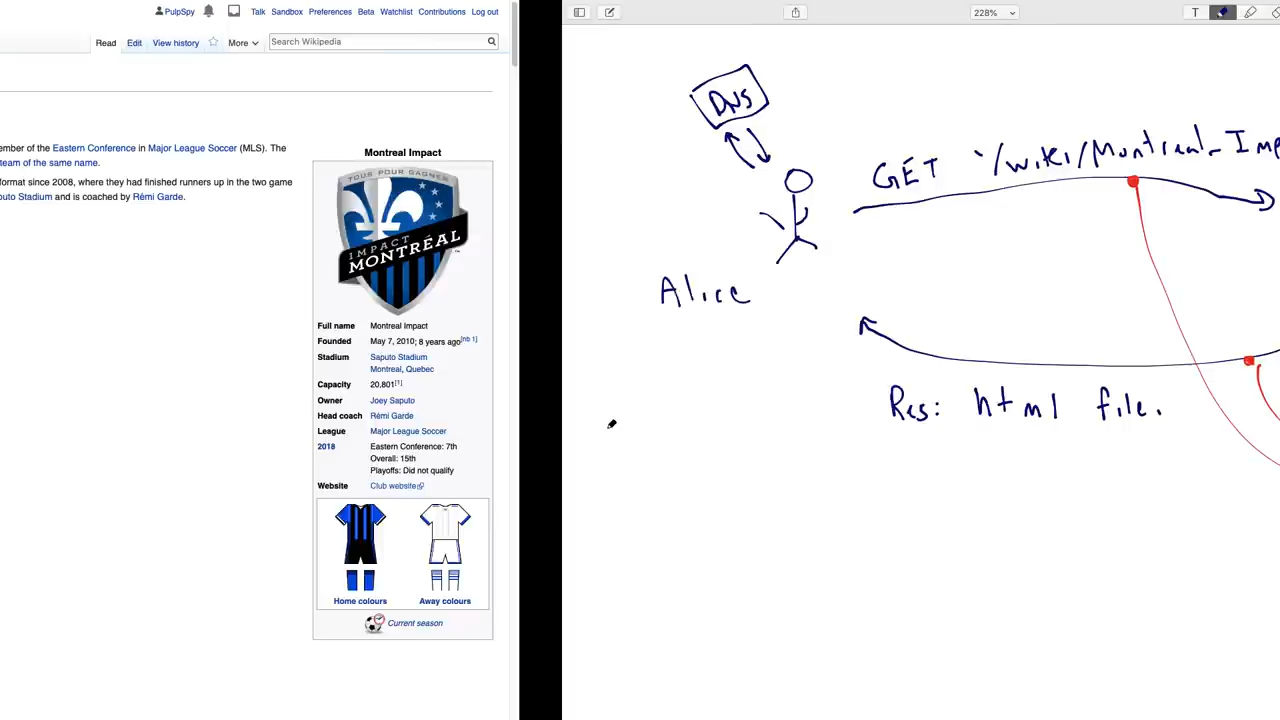 PulpSpy Talk Sandbox Preferences Beta Watchlist Contributions Log out
Read Edit View history More Search Wikipedia
ember of the Eastern Conference in Major League Soccer (MLS). The
team of the same name.
format since 2008, where they had finished runners up in the two game
aputo Stadium and is coached by Rémi Garde.
Montreal Impact
TOUS POUR GAGNER
IMPACT
MONTRÉAL
Full name Montreal Impact
Founded May 7, 2010; 8 years ago[nb 1]
Stadium Saputo Stadium
Montreal, Quebec
Capacity 20,801[1]
Owner Joey Saputo
Head coach Rémi Garde
League Major League Soccer
2018 Eastern Conference: 7th
Overall: 15th
Playoffs: Did not qualify
Website Club website
Home colours Away colours
Current season
228%
T
DNS
GET '/wiki/Montreal_Imp
Alice
Res: html file.